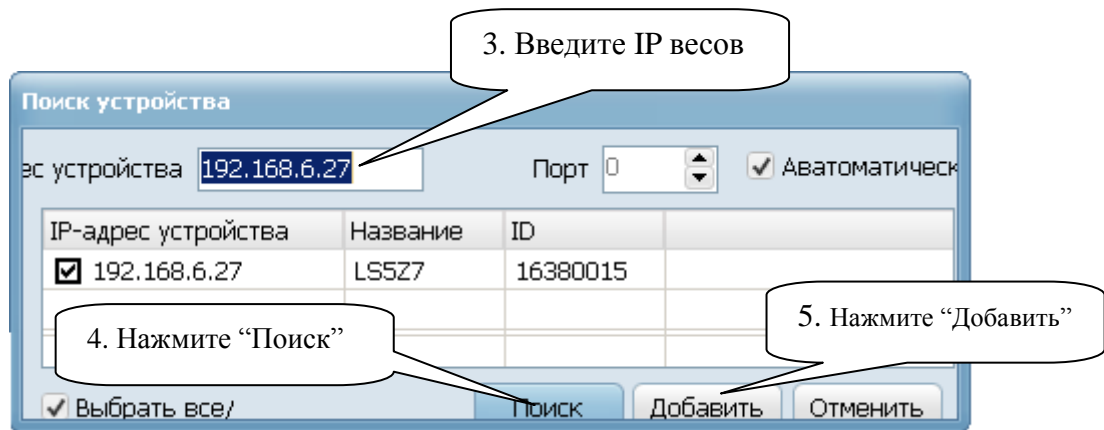 3. Введите IP весов
Поиск устройства
ес устройства 192.168.6.27 Порт 0 Аватоматическ
IP-адрес устройства Название ID
192.168.6.27 LS5Z7 16380015
4. Нажмите “Поиск”
5. Нажмите “Добавить”
Выбрать все/ Поиск Добавить Отменить